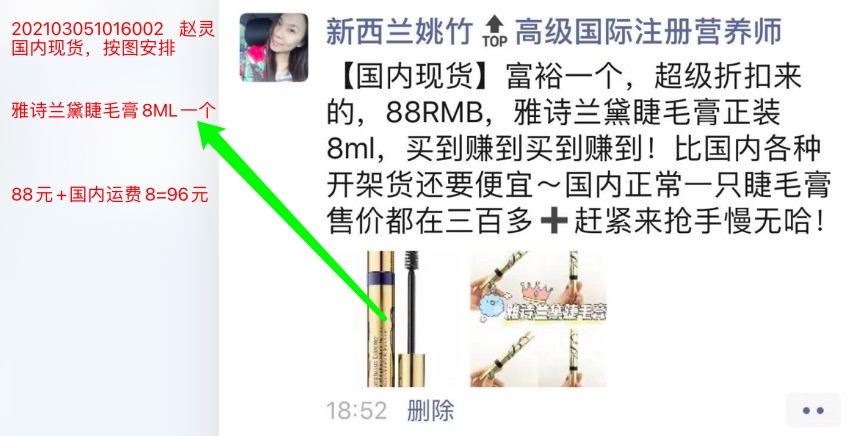 202103051016002 赵灵
国内现货，按图安排
雅诗兰黛睫毛膏8ML一个
88元+国内运费8=96元
新西兰姚竹 TOP 高级国际注册营养师
【国内现货】富裕一个，超级折扣来
的，88RMB，雅诗兰黛睫毛膏正装
8ml，买到赚到买到赚到！比国内各种
开架货还要便宜～国内正常一只睫毛膏
售价都在三百多➕赶紧来抢手慢无哈！
雅诗兰黛睫毛膏
18:52 删除